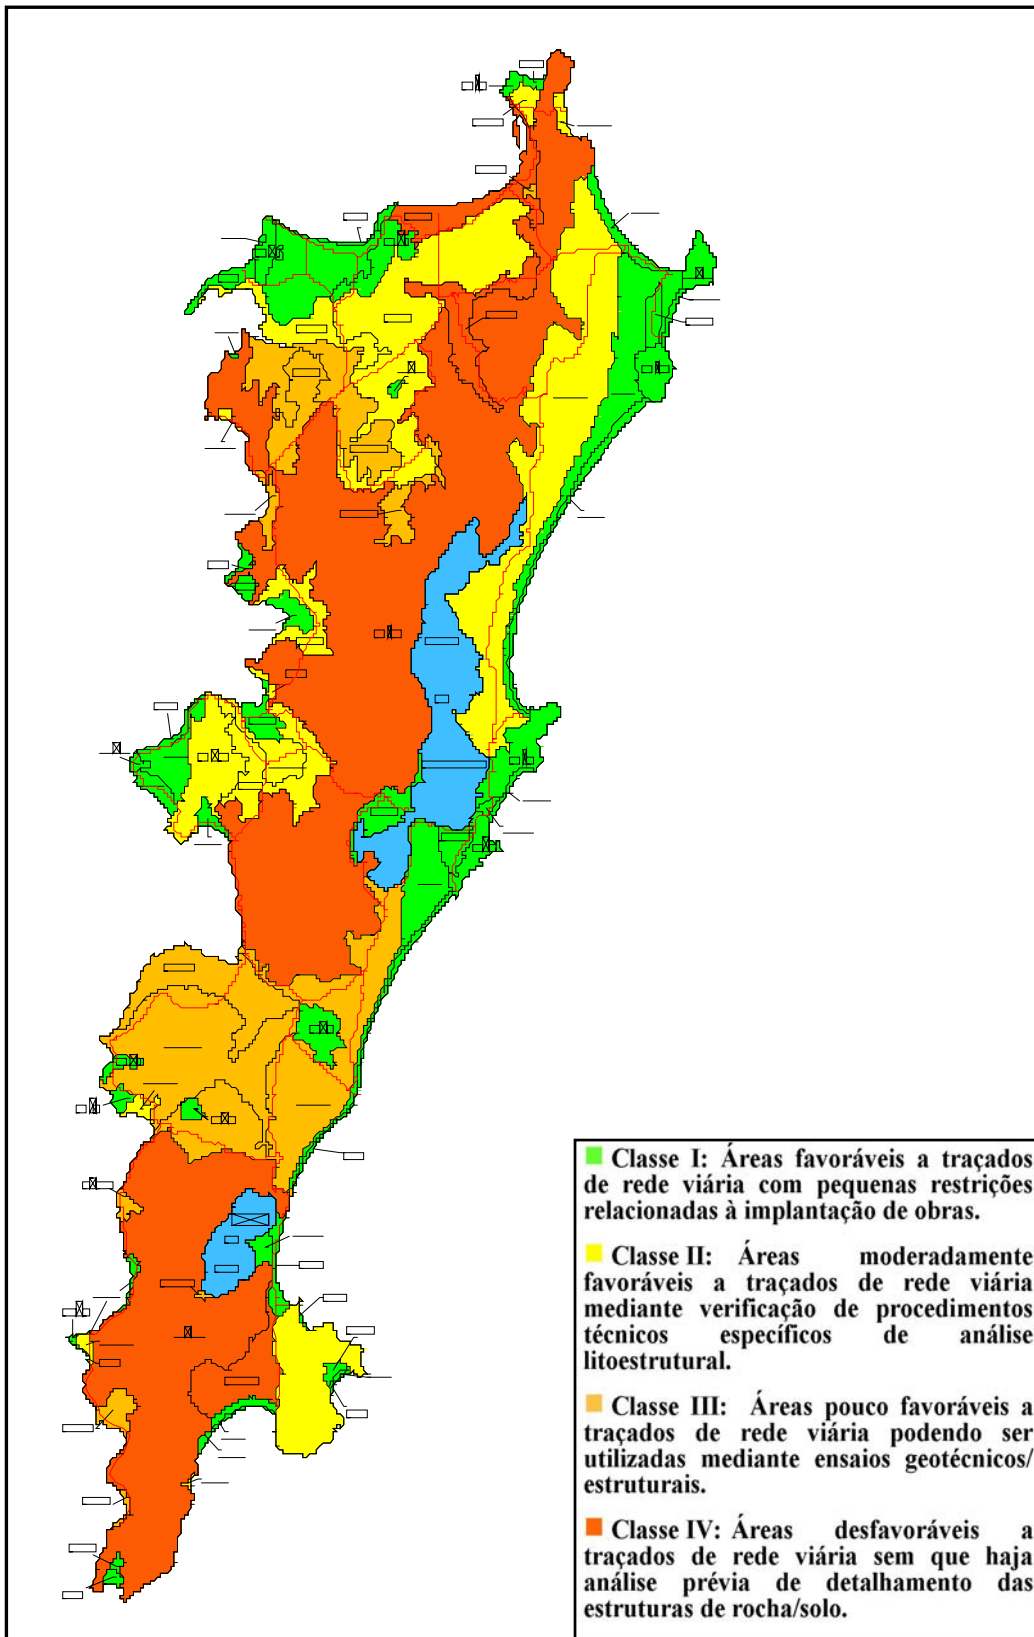 Classe I: Áreas favoráveis a traçados
de rede viária com pequenas restrições
relacionadas à implantação de obras.
Classe II: Áreas moderadamente
favoráveis a traçados de rede viária
mediante verificação de procedimentos
técnicos específicos de análise
litoestrutural.
Classe III: Áreas pouco favoráveis a
traçados de rede viária podendo ser
utilizadas mediante ensaios geotécnicos/
estruturais.
Classe IV: Áreas desfavoráveis a
traçados de rede viária sem que haja
análise prévia de detalhamento das
estruturas de rocha/solo.